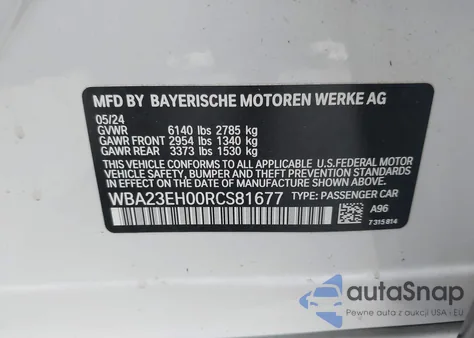 MFD BY BAYERISCHE MOTOREN WERKE AG
05/24
GVWR 6140 lbs 2785 kg
GAWR FRONT 2954 lbs 1340 kg
GAWR REAR 3373 lbs 1530 kg
THIS VEHICLE CONFORMS TO ALL APPLICABLE U.S.FEDERAL MOTOR
VEHICLE SAFETY, BUMPER AND THEFT PREVENTION STANDARDS
IN EFFECT ON THE DATE OF MANUFACTURE SHOWN ABOVE.
WBA23EH00RCS81677 TYPE: PASSENGER CAR
A96
7315814
autoSnap
Pewne auta z aukcji USA i EU